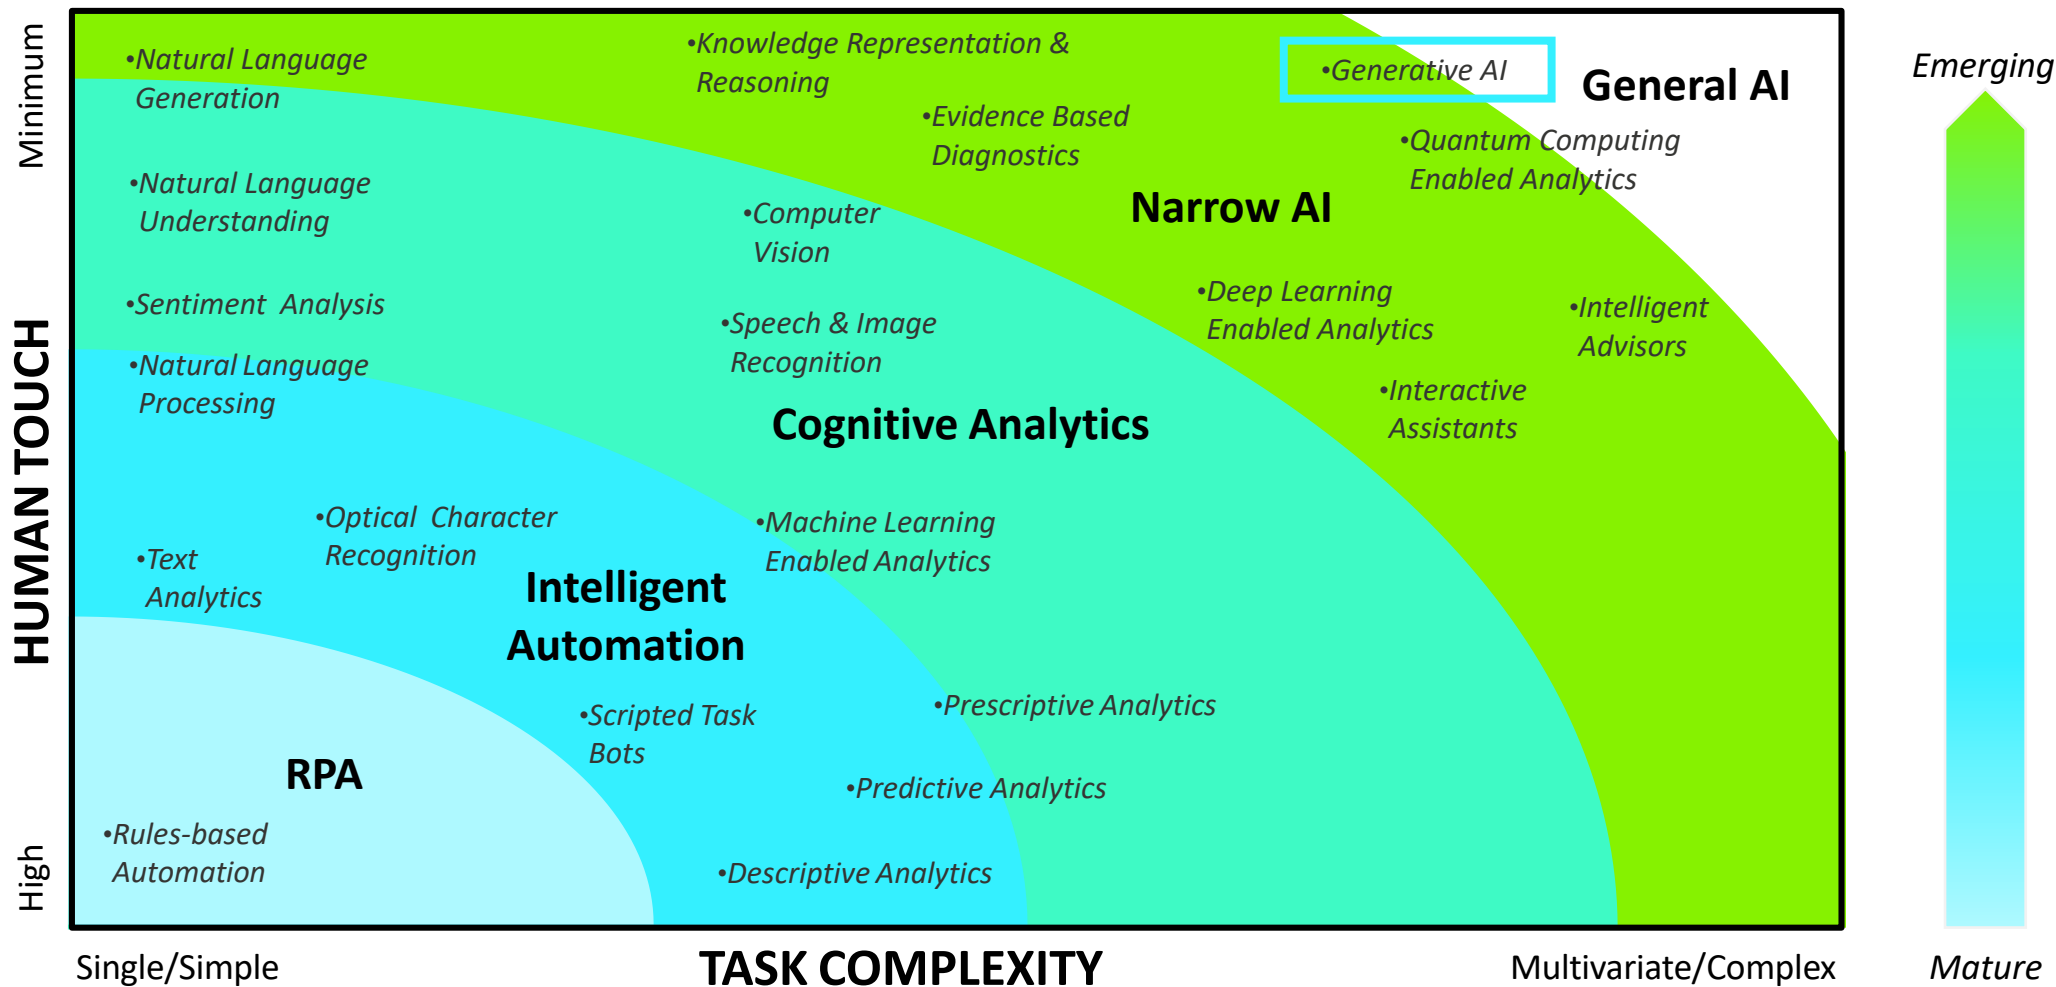 Minimum
HUMAN TOUCH
High
•Natural Language
Generation
•Knowledge Representation &
Reasoning
•Generative AI
General AI
•Evidence Based
Diagnostics
•Quantum Computing
Enabled Analytics
•Natural Language
Understanding
•Computer
Vision
Narrow AI
•Sentiment Analysis
•Speech & Image
Recognition
•Deep Learning
Enabled Analytics
•Intelligent
Advisors
•Natural Language
Processing
Cognitive Analytics
•Interactive
Assistants
•Optical Character
Recognition
•Machine Learning
Enabled Analytics
•Text
Analytics
Intelligent
Automation
•Scripted Task
Bots
•Prescriptive Analytics
RPA
•Predictive Analytics
•Rules-based
Automation
•Descriptive Analytics
Single/Simple
TASK COMPLEXITY
Multivariate/Complex
Emerging
Mature